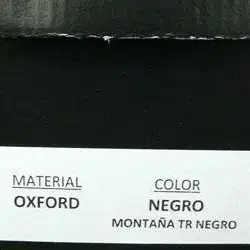 MATERIAL COLOR
OXFORD NEGRO
MONTAÑA TR NEGRO